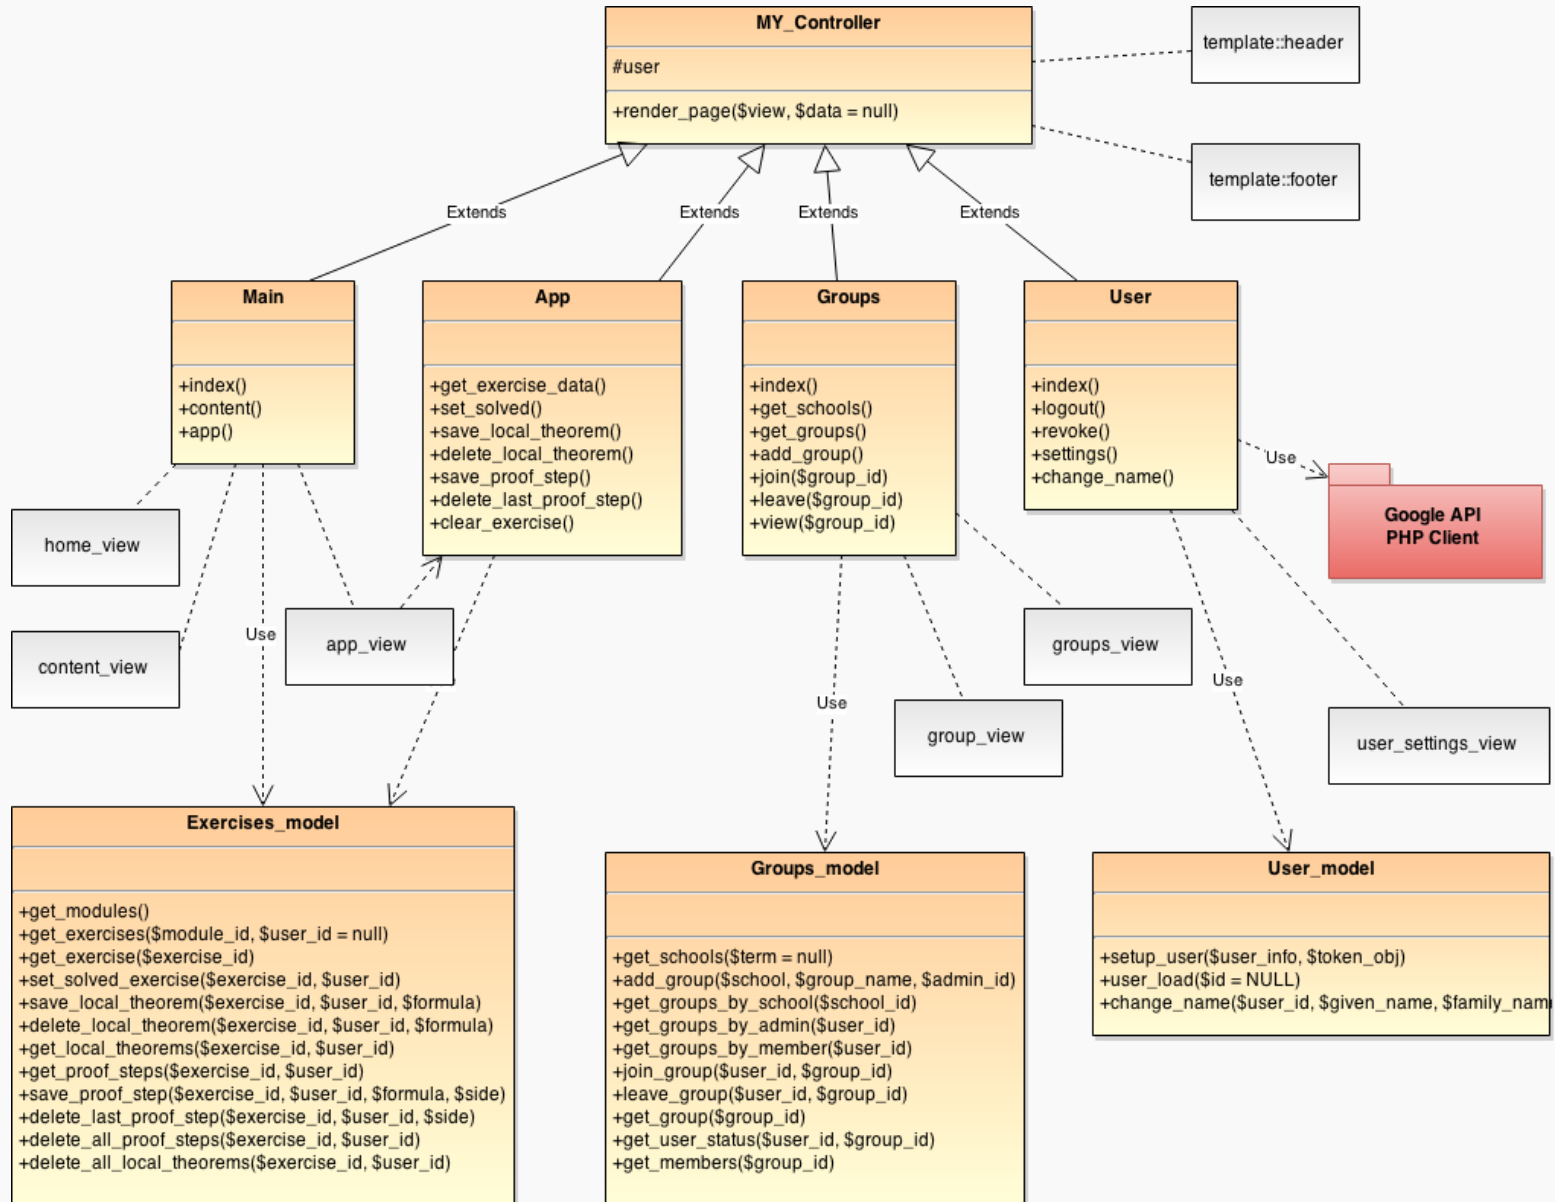 MY_Controller
#user
+render_page($view, $data = null)
template::header
template::footer
Extends
Extends
Extends
Extends
Main
+index()
+content()
+app()
App
+get_exercise_data()
+set_solved()
+save_local_theorem()
+delete_local_theorem()
+save_proof_step()
+delete_last_proof_step()
+clear_exercise()
Groups
+index()
+get_schools()
+get_groups()
+add_group()
+join($group_id)
+leave($group_id)
+view($group_id)
User
+index()
+logout()
+revoke()
+settings()
+change_name()
Use
Google API
PHP Client
home_view
content_view
Use
app_view
Use
group_view
groups_view
Use
user_settings_view
Exercises_model
+get_modules()
+get_exercises($module_id, $user_id = null)
+get_exercise($exercise_id)
+set_solved_exercise($exercise_id, $user_id)
+save_local_theorem($exercise_id, $user_id, $formula)
+delete_local_theorem($exercise_id, $user_id, $formula)
+get_local_theorems($exercise_id, $user_id)
+get_proof_steps($exercise_id, $user_id)
+save_proof_step($exercise_id, $user_id, $formula, $side)
+delete_last_proof_step($exercise_id, $user_id, $side)
+delete_all_proof_steps($exercise_id, $user_id)
+delete_all_local_theorems($exercise_id, $user_id)
Groups_model
+get_schools($term = null)
+add_group($school, $group_name, $admin_id)
+get_groups_by_school($school_id)
+get_groups_by_admin($user_id)
+get_groups_by_member($user_id)
+join_group($user_id, $group_id)
+leave_group($user_id, $group_id)
+get_group($group_id)
+get_user_status($user_id, $group_id)
+get_members($group_id)
User_model
+setup_user($user_info, $token_obj)
+user_load($id = NULL)
+change_name($user_id, $given_name, $family_nam